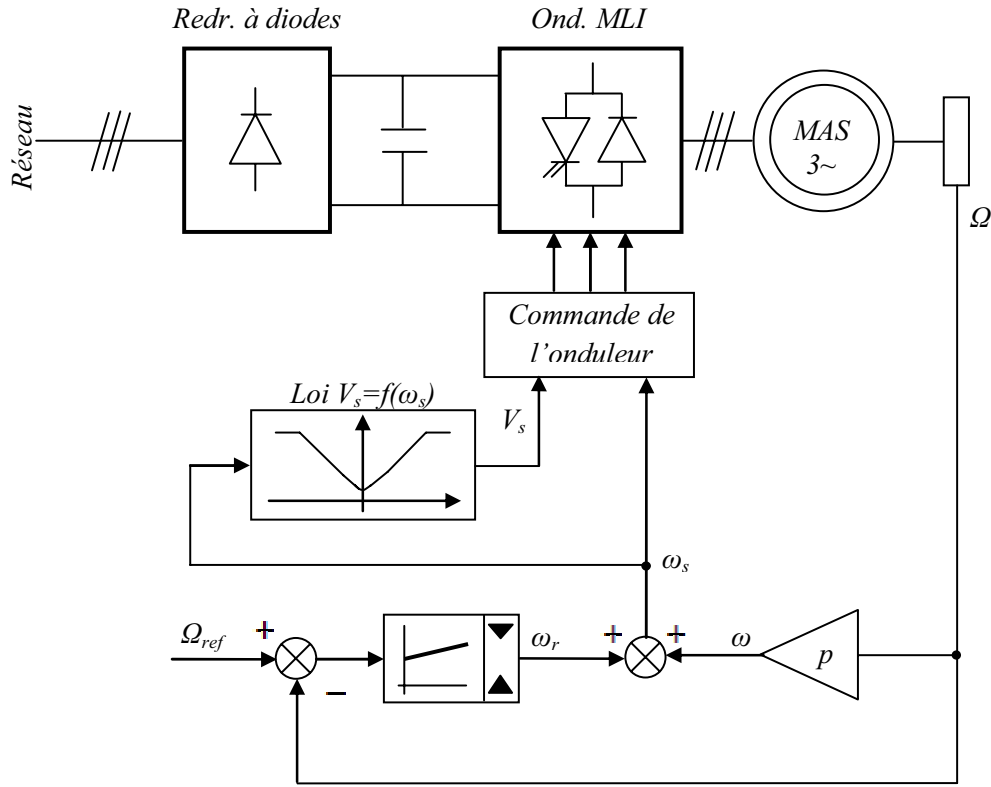 Redr. à diodes
Ond. MLI
Réseau
MAS
3~
Ω
Commande de
l'onduleur
Loi Vs=f(ωs)
Vs
ωs
Ωref
+
−
ωr
+
+
ω
p